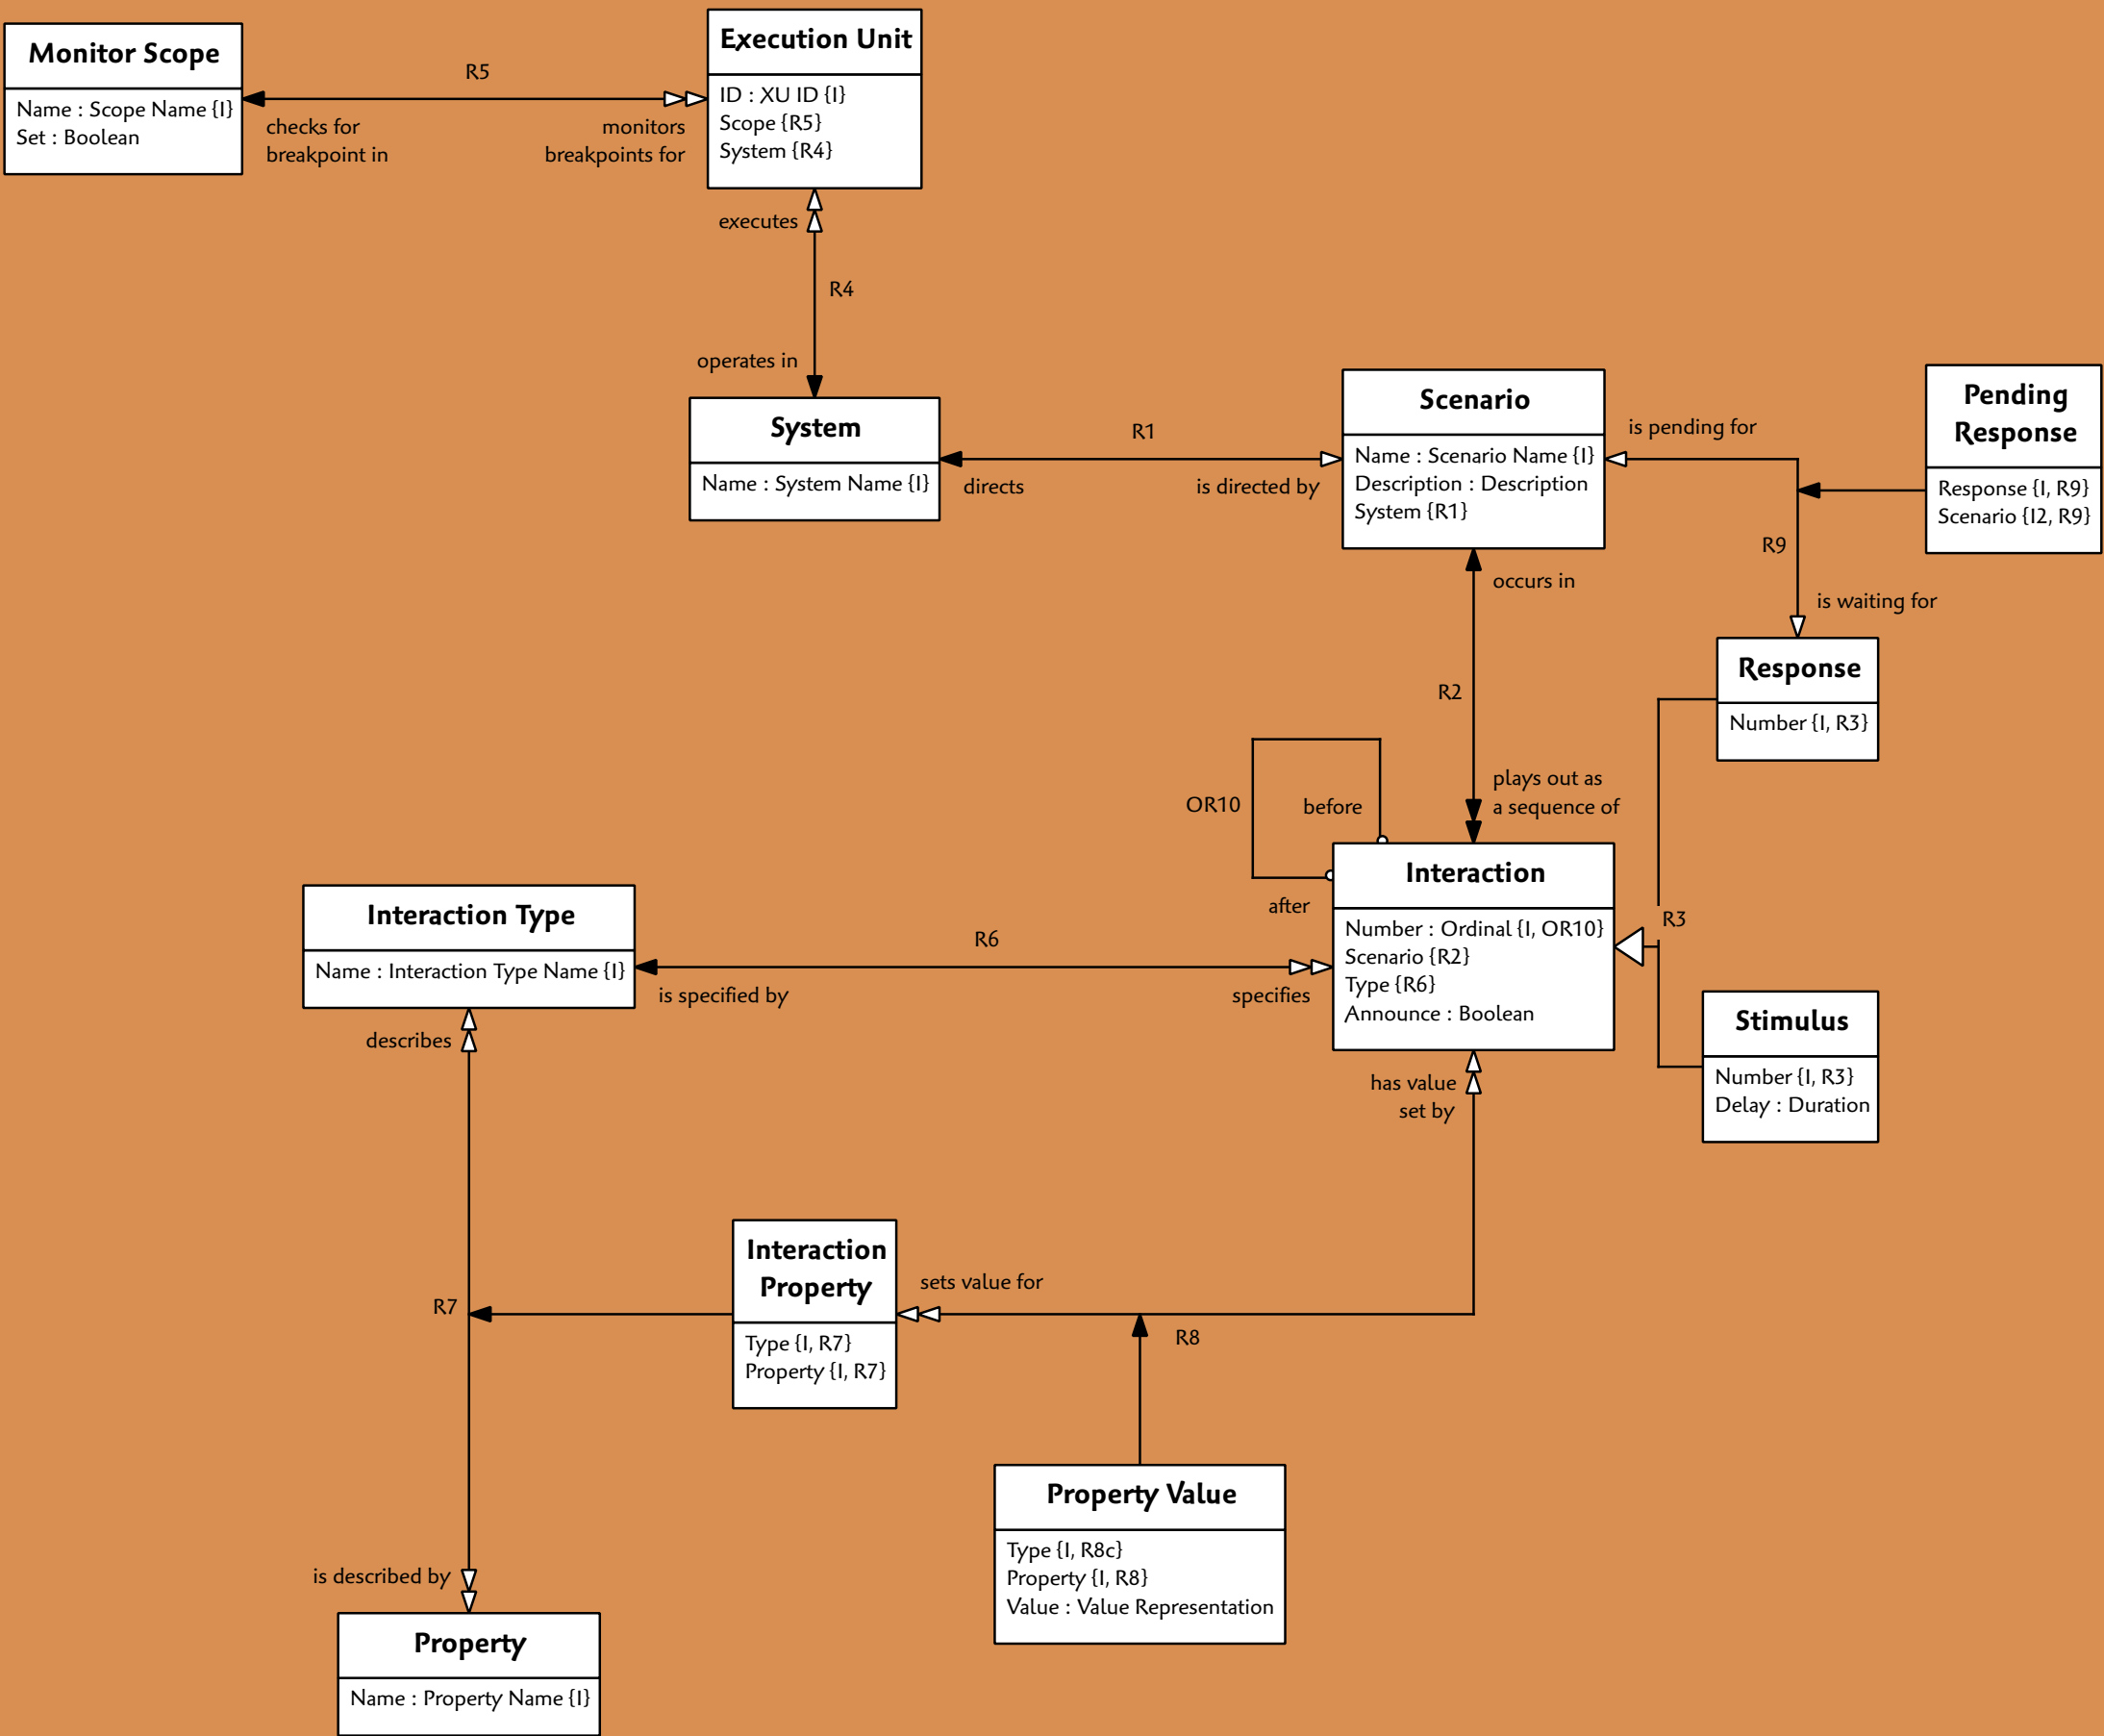 Monitor Scope
Name : Scope Name {I}
Set : Boolean
R5
checks for
breakpoint in
monitors
breakpoints for
Execution Unit
ID : XU ID {I}
Scope {R5}
System {R4}
executes
R4
operates in
System
Name : System Name {I}
R1
directs
is directed by
Scenario
Name : Scenario Name {I}
Description : Description
System {R1}
is pending for
Pending
Response
Response {I, R9}
Scenario {I2, R9}
R9
is waiting for
occurs in
R2
plays out as
a sequence of
Response
Number {I, R3}
OR10
before
after
Interaction
Number : Ordinal {I, OR10}
Scenario {R2}
Type {R6}
Announce : Boolean
R3
Interaction Type
Name : Interaction Type Name {I}
R6
is specified by
specifies
Stimulus
Number {I, R3}
Delay : Duration
describes
has value
set by
Interaction
Property
Type {I, R7}
Property {I, R7}
sets value for
R7
R8
Property Value
Type {I, R8c}
Property {I, R8}
Value : Value Representation
is described by
Property
Name : Property Name {I}